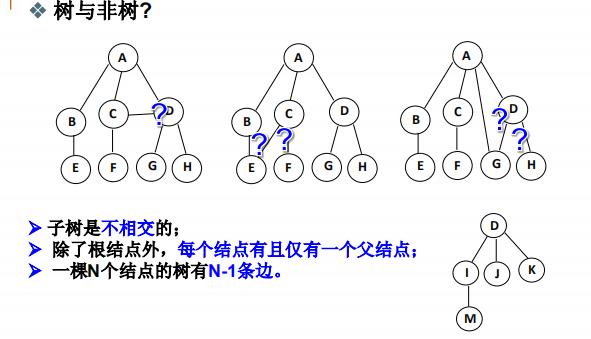 ❖ 树与非树?
A A A
B C ? D B C D B C ? D
? ? ?
E F G H E F G H E F G H
➢ 子树是不相交的；
➢ 除了根结点外，每个结点有且仅有一个父结点；
➢ 一棵N个结点的树有N-1条边。
D
I J K
M